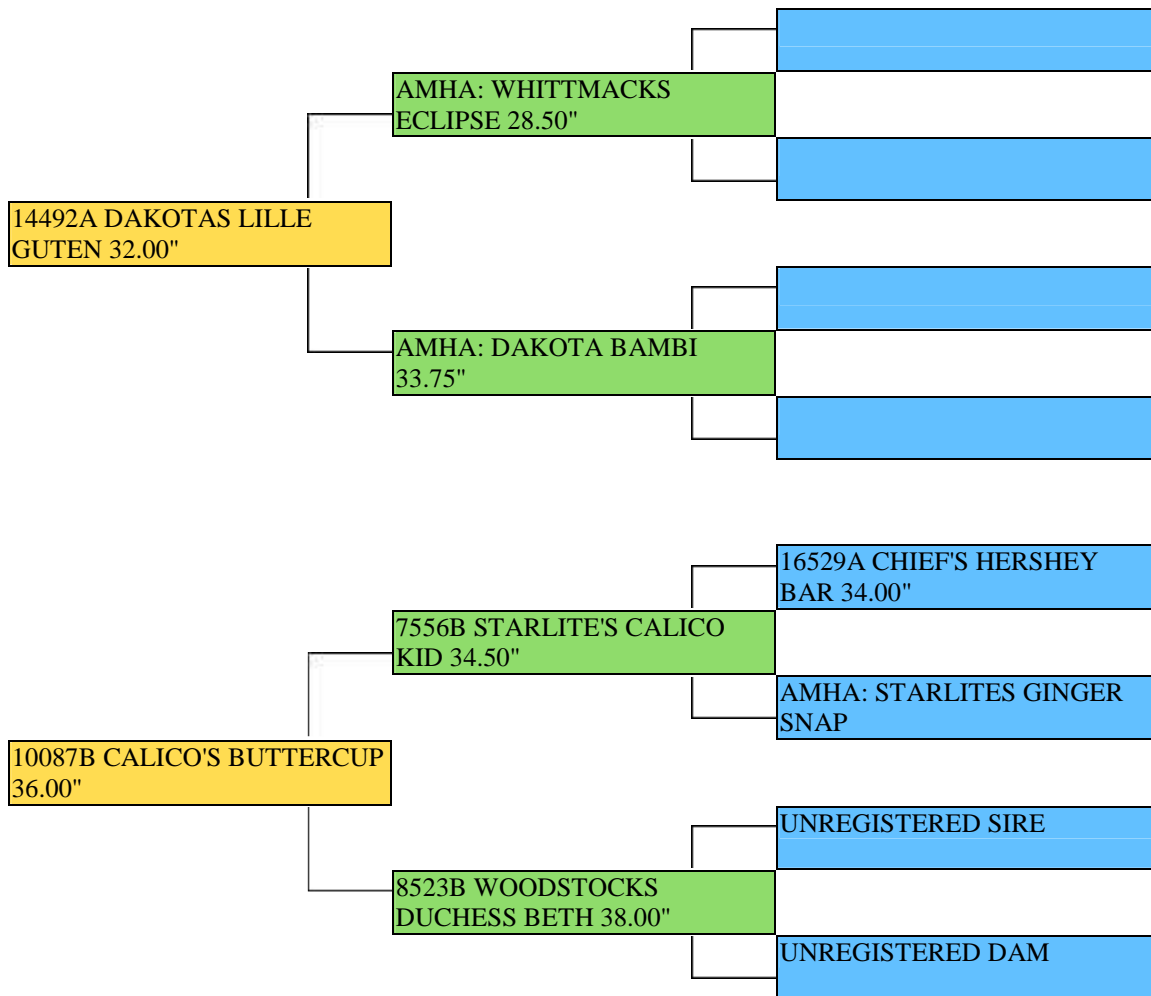 AMHA: WHITTMACKS
ECLIPSE 28.50"
14492A DAKOTAS LILLE
GUTEN 32.00"
AMHA: DAKOTA BAMBI
33.75"
16529A CHIEF'S HERSHEY
BAR 34.00"
7556B STARLITE'S CALICO
KID 34.50"
AMHA: STARLITES GINGER
SNAP
10087B CALICO'S BUTTERCUP
36.00"
UNREGISTERED SIRE
8523B WOODSTOCKS
DUCHESS BETH 38.00"
UNREGISTERED DAM